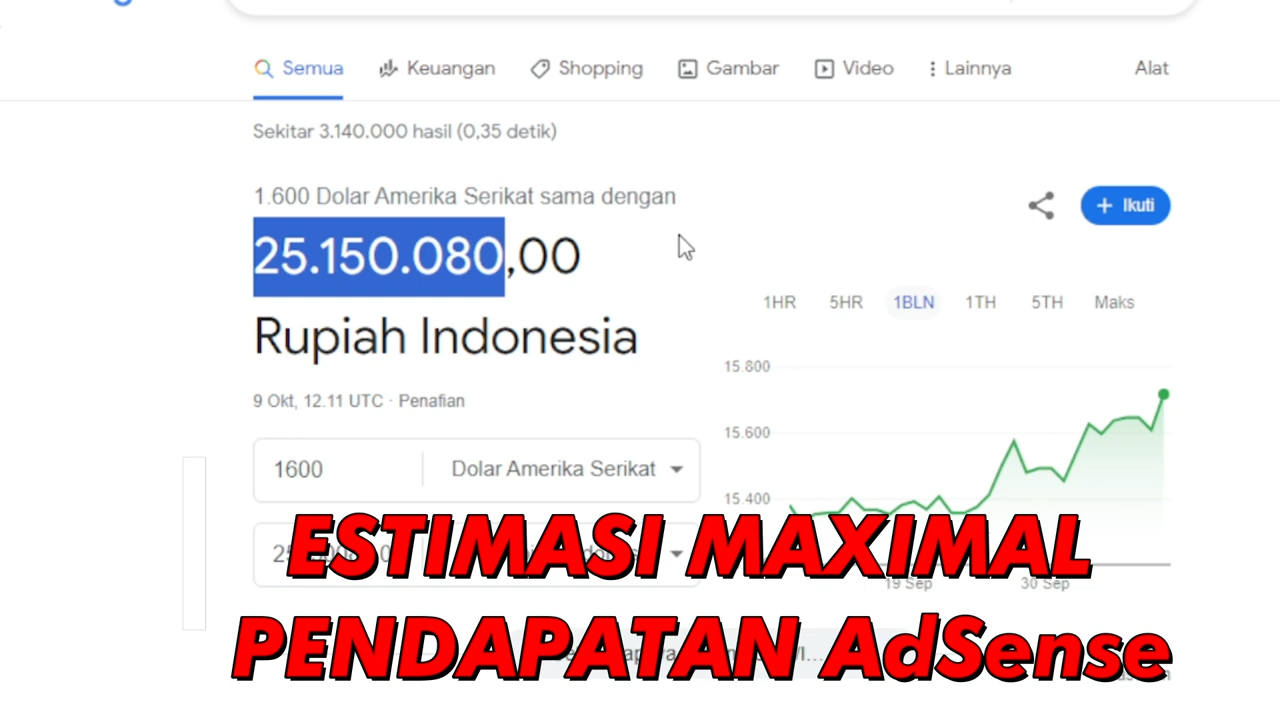 Semua Keuangan Shopping Gambar Video Lainnya Alat
Sekitar 3.140.000 hasil (0,35 detik)
1.600 Dolar Amerika Serikat sama dengan
25.150.080,00
Rupiah Indonesia
Ikuti
9 Okt, 12.11 UTC · Penafian
1HR 5HR 1BLN 1TH 5TH Maks
15.800
15.600
15.400
1600 Dolar Amerika Serikat
19 Sep 30 Sep
ESTIMASI MAXIMAL
PENDAPATAN AdSense